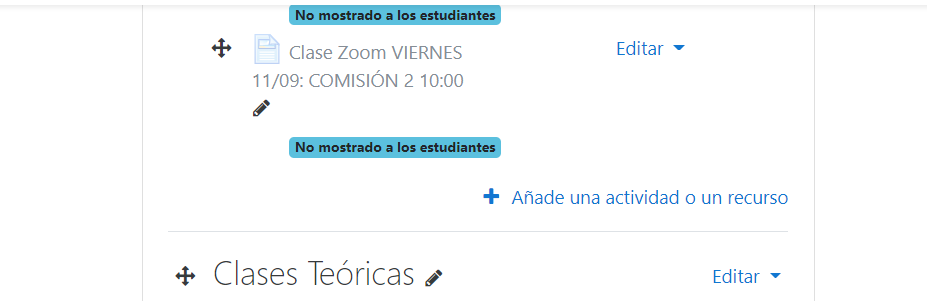 No mostrado a los estudiantes
Clase Zoom VIERNES Editar
11/09: COMISIÓN 2 10:00
No mostrado a los estudiantes
Añade una actividad o un recurso
Clases Teóricas Editar